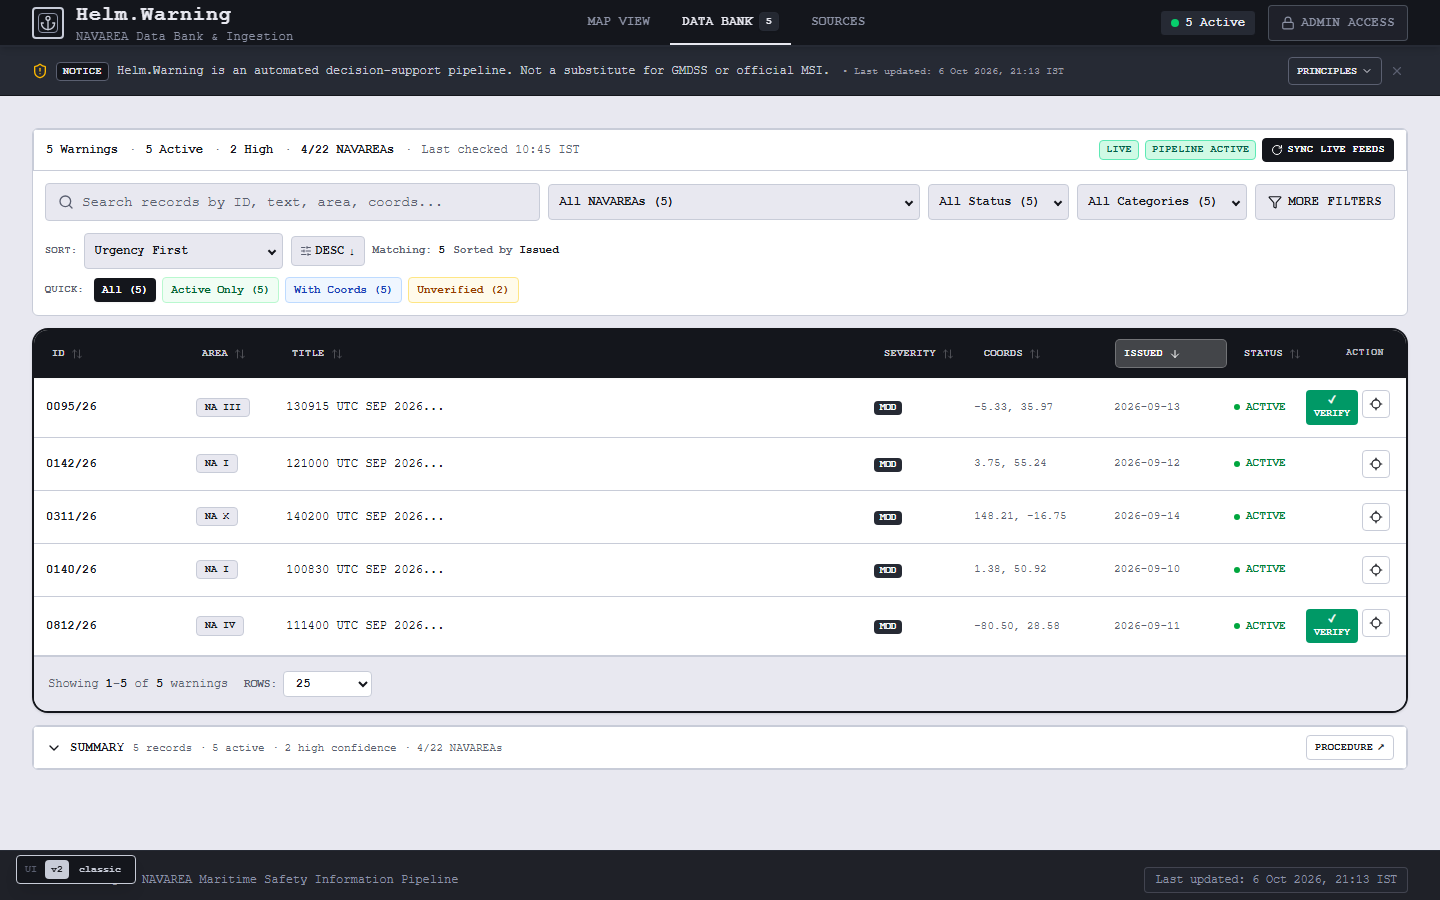 Helm.Warning
NAVAREA Data Bank & Ingestion
MAP VIEW
DATA BANK 5
SOURCES
5 Active
ADMIN ACCESS
NOTICE Helm.Warning is an automated decision-support pipeline. Not a substitute for GMDSS or official MSI. • Last updated: 6 Oct 2026, 21:13 IST
PRINCIPLES
5 Warnings · 5 Active · 2 High · 4/22 NAVAREAs · Last checked 10:45 IST
LIVE
PIPELINE ACTIVE
SYNC LIVE FEEDS
Search records by ID, text, area, coords...
All NAVAREAs (5)
All Status (5)
All Categories (5)
MORE FILTERS
SORT: Urgency First DESC ↓ Matching: 5 Sorted by Issued
QUICK: All (5) Active Only (5) With Coords (5) Unverified (2)
ID AREA TITLE SEVERITY COORDS ISSUED ↓ STATUS ACTION
0095/26 NA III 130915 UTC SEP 2026... MOD -5.33, 35.97 2026-09-13 ACTIVE ✓ VERIFY
0142/26 NA I 121000 UTC SEP 2026... MOD 3.75, 55.24 2026-09-12 ACTIVE
0311/26 NA X 140200 UTC SEP 2026... MOD 148.21, -16.75 2026-09-14 ACTIVE
0140/26 NA I 100830 UTC SEP 2026... MOD 1.38, 50.92 2026-09-10 ACTIVE
0812/26 NA IV 111400 UTC SEP 2026... MOD -80.50, 28.58 2026-09-11 ACTIVE ✓ VERIFY
Showing 1-5 of 5 warnings ROWS: 25
SUMMARY 5 records · 5 active · 2 high confidence · 4/22 NAVAREAs
PROCEDURE ↗
UI v2 classic
NAVAREA Maritime Safety Information Pipeline
Last updated: 6 Oct 2026, 21:13 IST